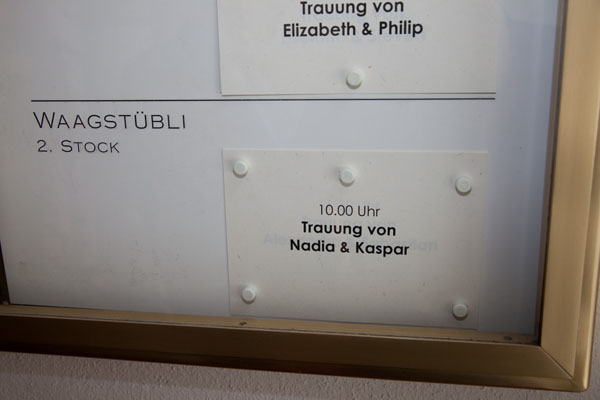 Trauung von
Elizabeth & Philip
WAAGSTÜBLI
2. STOCK
10.00 Uhr
Trauung von
Nadia & Kaspar